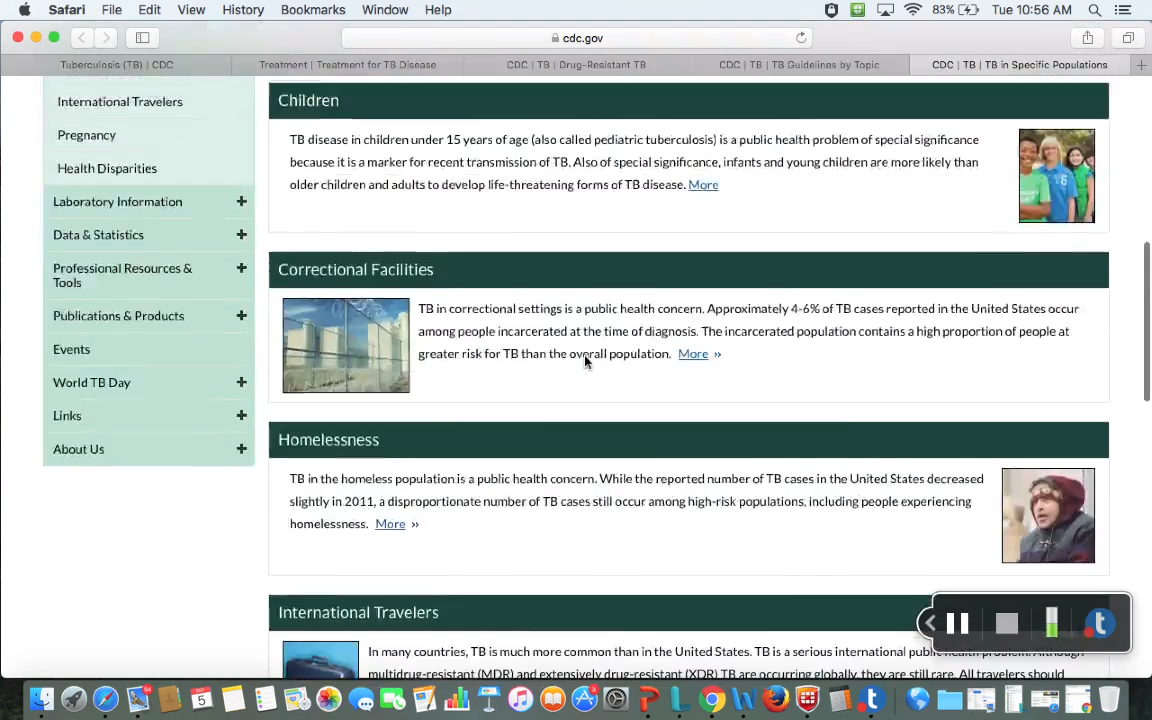 Safari File Edit View History Bookmarks Window Help 83% Tue 10:56 AM
cdc.gov
Tuberculosis (TB) | CDC Treatment | Treatment for TB Disease CDC | TB | Drug-Resistant TB CDC | TB | TB Guidelines by Topic CDC | TB | TB in Specific Populations
International Travelers
Pregnancy
Health Disparities
Laboratory Information
Data & Statistics
Professional Resources &
Tools
Publications & Products
Events
World TB Day
Links
About Us
Children
TB disease in children under 15 years of age (also called pediatric tuberculosis) is a public health problem of special significance
because it is a marker for recent transmission of TB. Also of special significance, infants and young children are more likely than
older children and adults to develop life-threatening forms of TB disease. More
Correctional Facilities
TB in correctional settings is a public health concern. Approximately 4-6% of TB cases reported in the United States occur
among people incarcerated at the time of diagnosis. The incarcerated population contains a high proportion of people at
greater risk for TB than the overall population. More »
Homelessness
TB in the homeless population is a public health concern. While the reported number of TB cases in the United States decreased
slightly in 2011, a disproportionate number of TB cases still occur among high-risk populations, including people experiencing
homelessness. More »
International Travelers
In many countries, TB is much more common than in the United States. TB is a serious international public health problem. Although
multidrug-resistant (MDR) and extensively drug-resistant (XDR) TB are occurring globally, they are still rare. All travelers should
t
5